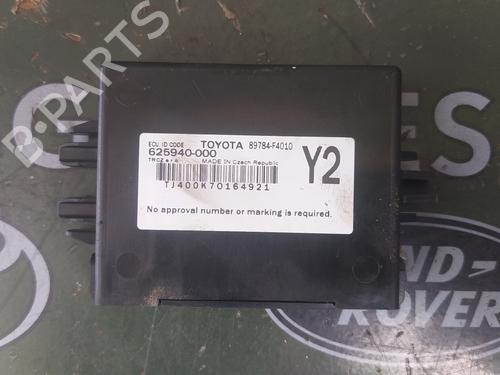 B-PARTS
ECU ID CODE TOYOTA 89784-F4010
625940-000
TRCZ MADE IN Czech Republic
Y2
TJ400K70164921
No approval number or marking is required.
ND-
ROVER